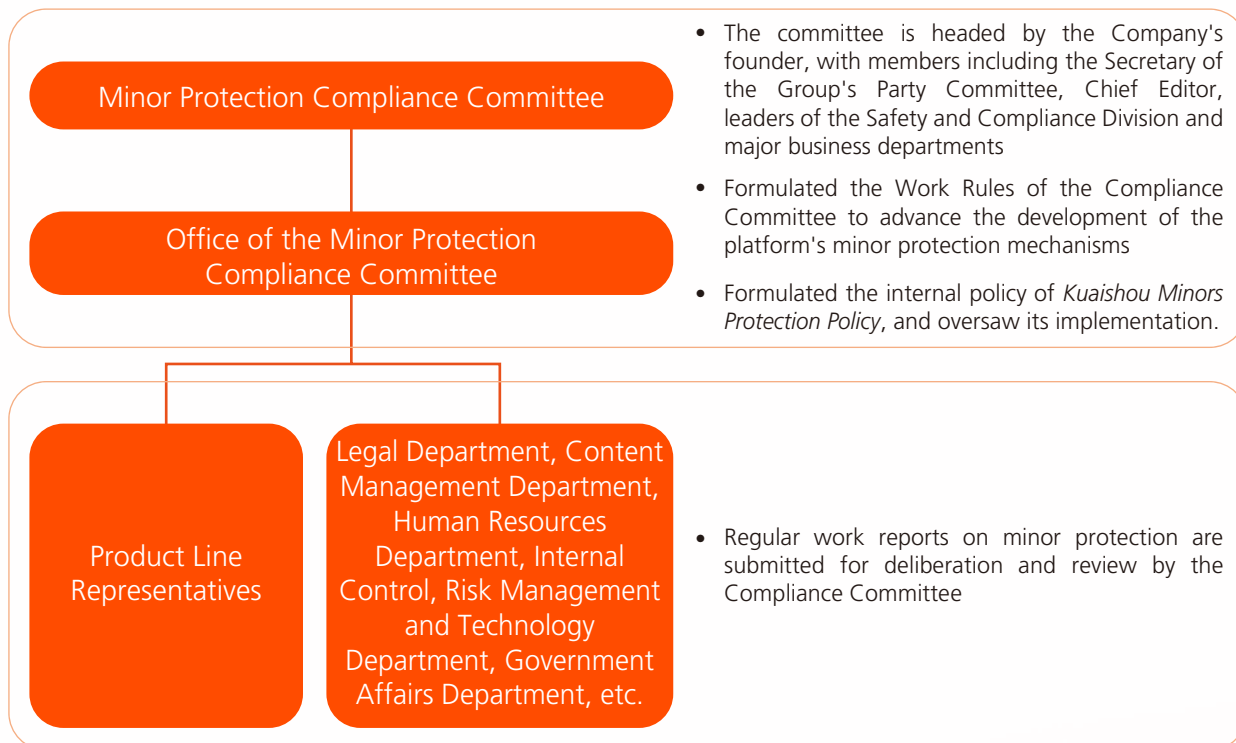 Minor Protection Compliance Committee
Office of the Minor Protection
Compliance Committee
• The committee is headed by the Company's
founder, with members including the Secretary of
the Group's Party Committee, Chief Editor,
leaders of the Safety and Compliance Division and
major business departments
• Formulated the Work Rules of the Compliance
Committee to advance the development of the
platform's minor protection mechanisms
• Formulated the internal policy of Kuaishou Minors
Protection Policy, and oversaw its implementation.
Product Line
Representatives
Legal Department, Content
Management Department,
Human Resources
Department, Internal
Control, Risk Management
and Technology
Department, Government
Affairs Department, etc.
• Regular work reports on minor protection are
submitted for deliberation and review by the
Compliance Committee